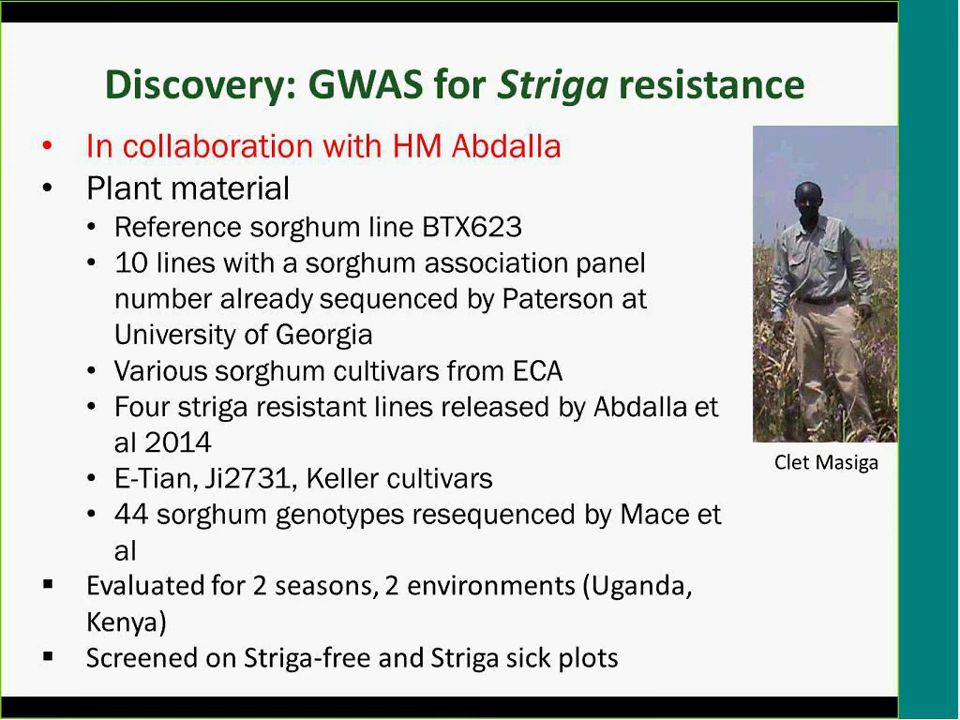 Discovery: GWAS for Striga resistance
• In collaboration with HM Abdalla
• Plant material
• Reference sorghum line BTX623
• 10 lines with a sorghum association panel
number already sequenced by Paterson at
University of Georgia
• Various sorghum cultivars from ECA
• Four striga resistant lines released by Abdalla et
al 2014
• E-Tian, Ji2731, Keller cultivars
• 44 sorghum genotypes resequenced by Mace et
al
▪ Evaluated for 2 seasons, 2 environments (Uganda,
Kenya)
▪ Screened on Striga-free and Striga sick plots
Clet Masiga